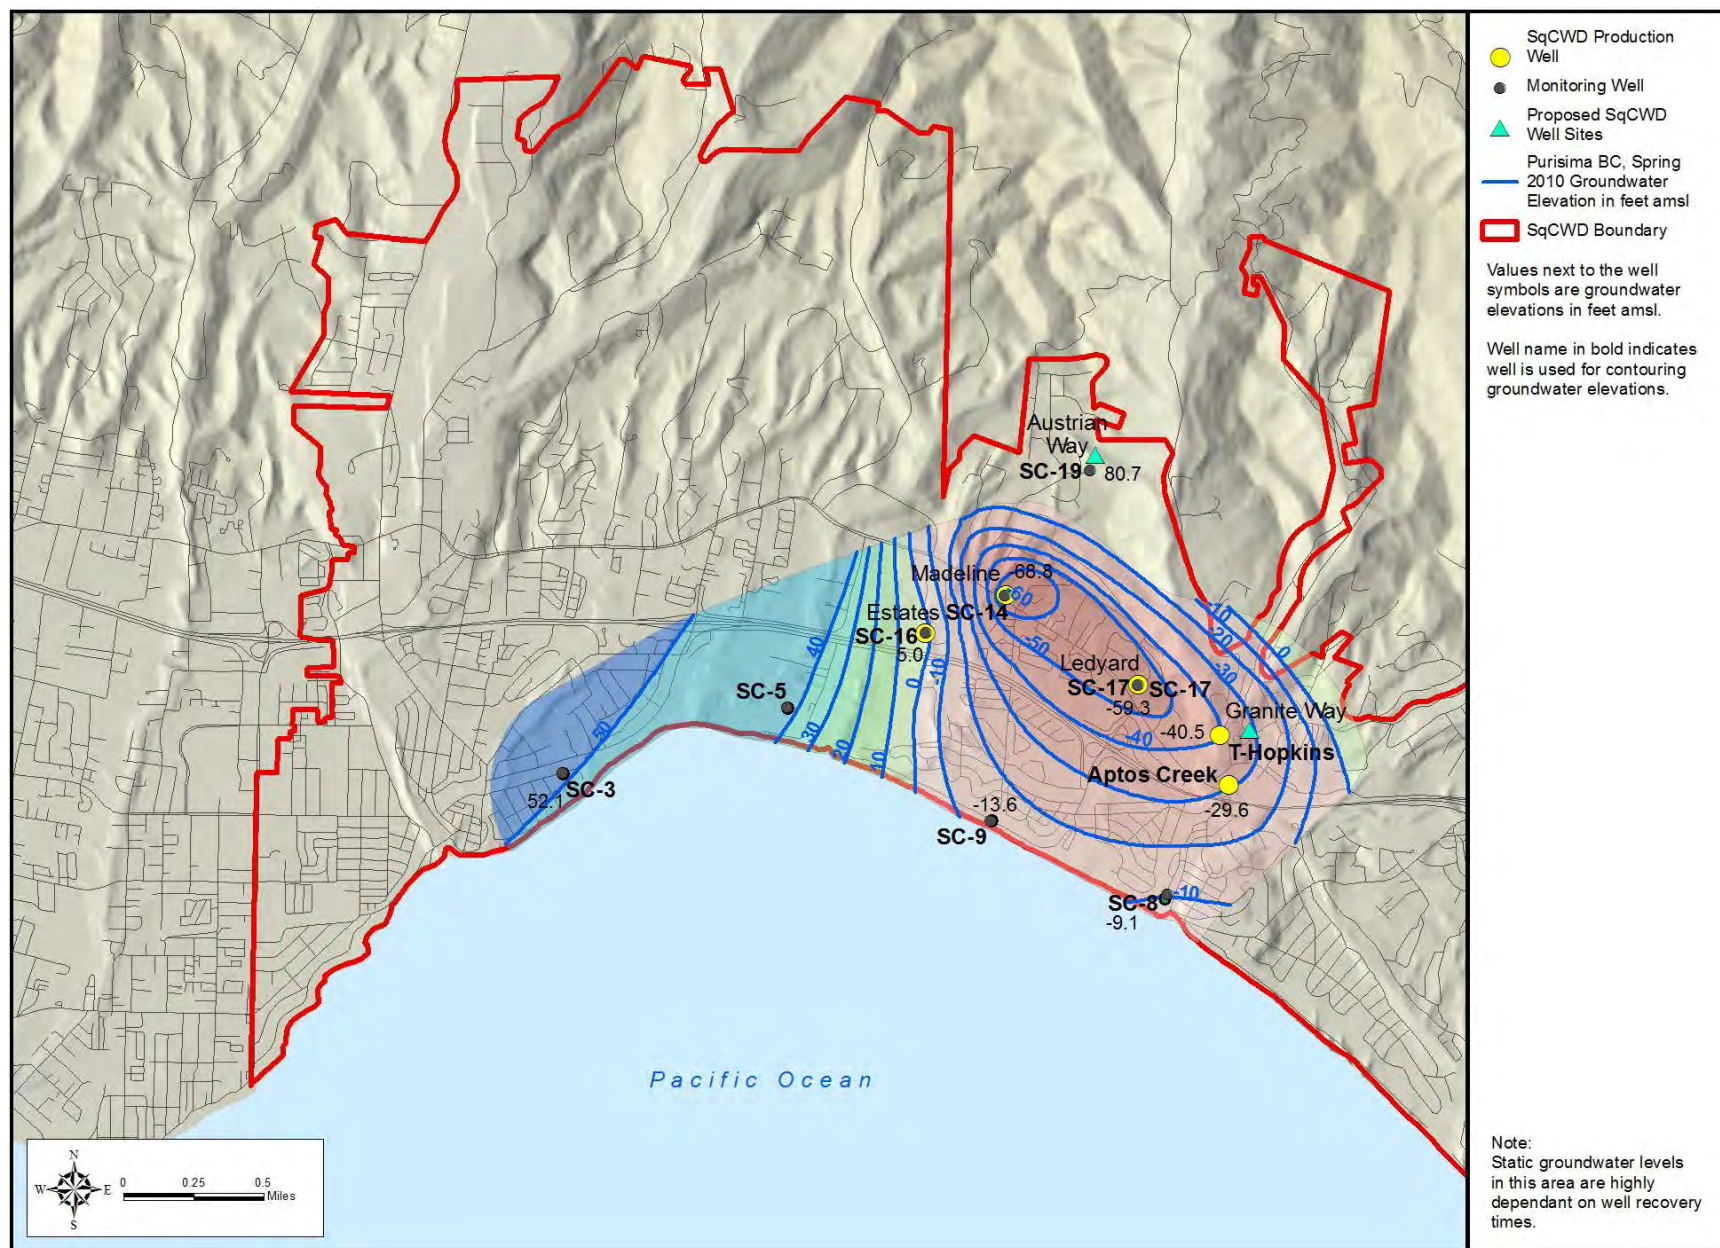 Austrian
Way
SC-19
80.7
Madeline
-68.8
-60
Estates
SC-14
SC-16
5.0
-50
40
0
-10
Ledyard
SC-17
SC-17
-59.3
-10
-20
-30
0
Granite Way
-40
-40.5
T-Hopkins
Aptos Creek
-29.6
SC-5
30
20
10
50
52.1
SC-3
-13.6
SC-9
-10
SC-8
-9.1
Pacific Ocean
N
W
E
S
0
0.25
0.5
Miles
SqCWD Production
Well
Monitoring Well
Proposed SqCWD
Well Sites
Purisima BC, Spring
2010 Groundwater
Elevation in feet amsl
SqCWD Boundary
Values next to the well
symbols are groundwater
elevations in feet amsl.
Well name in bold indicates
well is used for contouring
groundwater elevations.
Note:
Static groundwater levels
in this area are highly
dependant on well recovery
times.